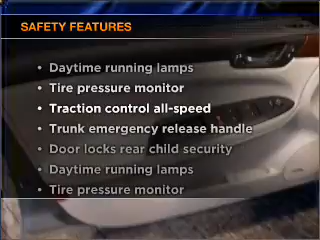 SAFETY FEATURES
• Daytime running lamps
• Tire pressure monitor
• Traction control all-speed
• Trunk emergency release handle
• Door locks rear child security
• Daytime running lamps
• Tire pressure monitor